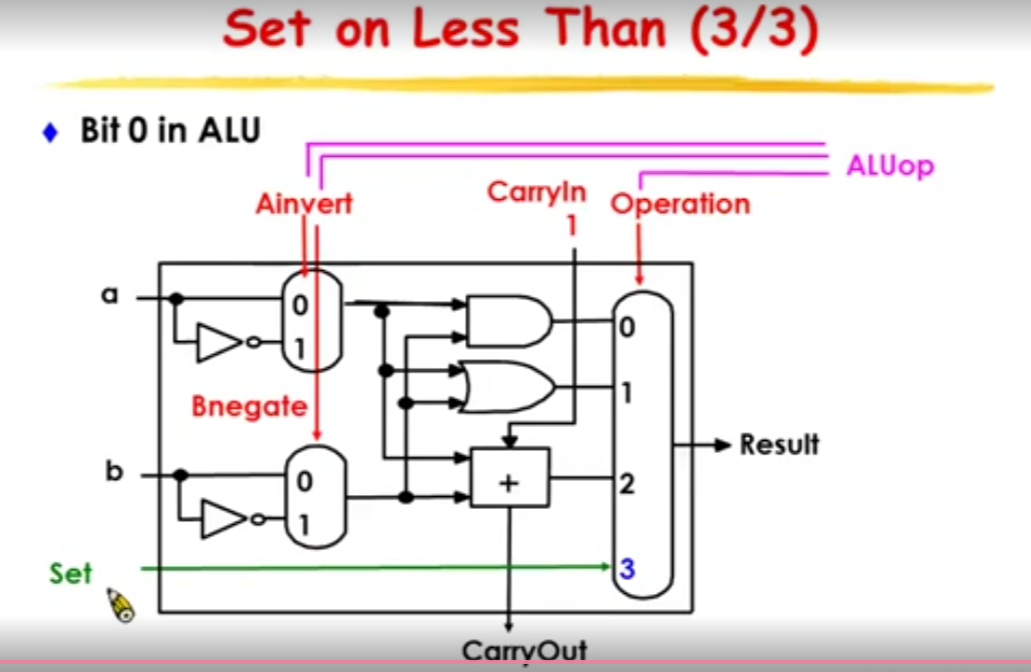 Set on Less Than (3/3)
Bit 0 in ALU
ALUop
Ainvert
CarryIn
1
Operation
a
0
1
0
1
Bnegate
Result
b
0
1
+
2
Set
3
CarryOut